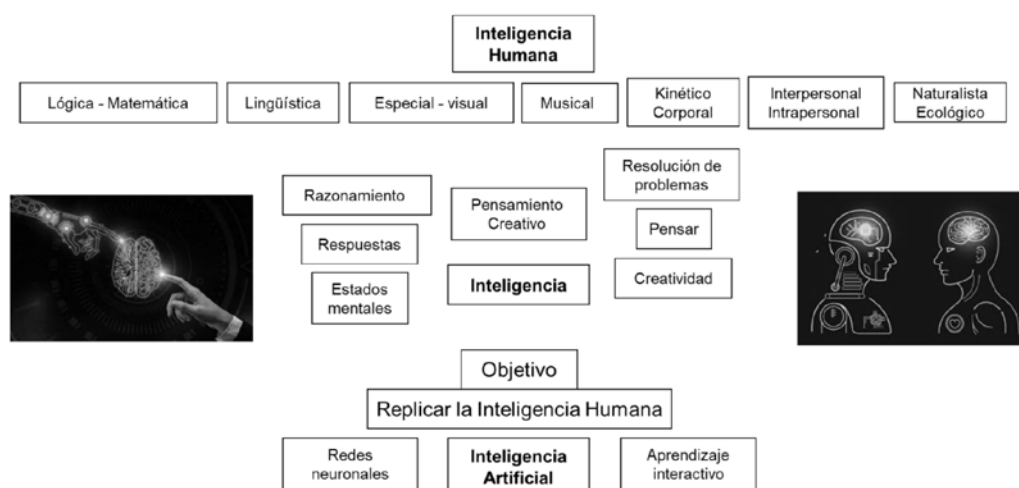 Inteligencia
Humana
Lógica - Matemática
Lingüística
Especial - visual
Musical
Kinético
Corporal
Interpersonal
Intrapersonal
Naturalista
Ecológico
Razonamiento
Pensamiento
Creativo
Resolución de
problemas
Respuestas
Pensar
Estados
mentales
Inteligencia
Creatividad
Objetivo
Replicar la Inteligencia Humana
Redes
neuronales
Inteligencia
Artificial
Aprendizaje
interactivo